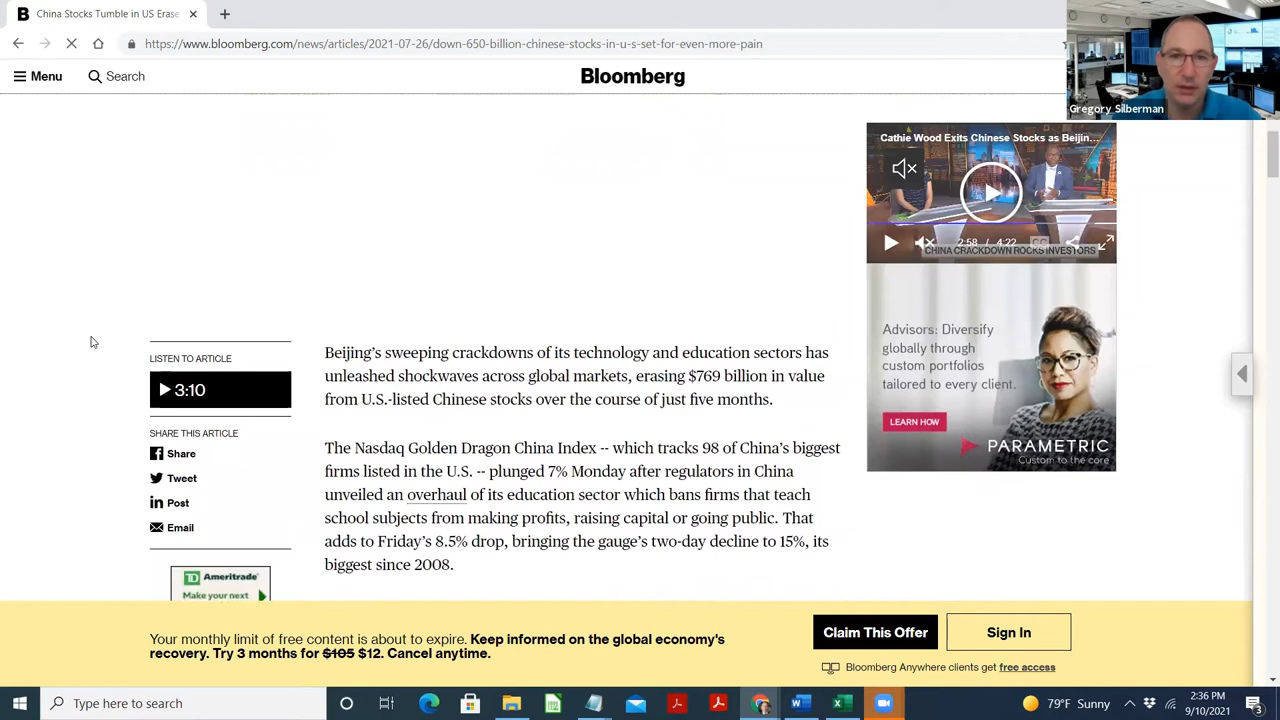 B China Stocks Tumble in US Erase
https://www.bloomberg.com/news/articles/2021-07 wn-650-billion-chinese-stocks-in-u-s-set-for-even-more-pain
Menu
Search
Bloomberg
Gregory Silberman
Cathie Wood Exits Chinese Stocks as Beijin...
2:58 / 4:22
CC
CHINA CRACKDOWN ROCKS INVESTORS
Advisors: Diversify
globally through
custom portfolios
tailored to every client.
LEARN HOW
PARAMETRIC
Custom to the core
LISTEN TO ARTICLE
3:10
SHARE THIS ARTICLE
Share
Tweet
in Post
Email
TD Ameritrade
Make your next
Beijing's sweeping crackdowns of its technology and education sectors has
unleashed shockwaves across global markets, erasing $769 billion in value
from U.S.-listed Chinese stocks over the course of just five months.
The Nasdaq Golden Dragon China Index -- which tracks 98 of China's biggest
firms listed in the U.S. -- plunged 7% Monday after regulators in China
unveiled an overhaul of its education sector which bans firms that teach
school subjects from making profits, raising capital or going public. That
adds to Friday's 8.5% drop, bringing the gauge's two-day decline to 15%, its
biggest since 2008.
Your monthly limit of free content is about to expire. Keep informed on the global economy's
recovery. Try 3 months for $105 $12. Cancel anytime.
Claim This Offer
Sign In
Bloomberg Anywhere clients get free access
Type here to search
79°F Sunny
2:36 PM
9/10/2021
3